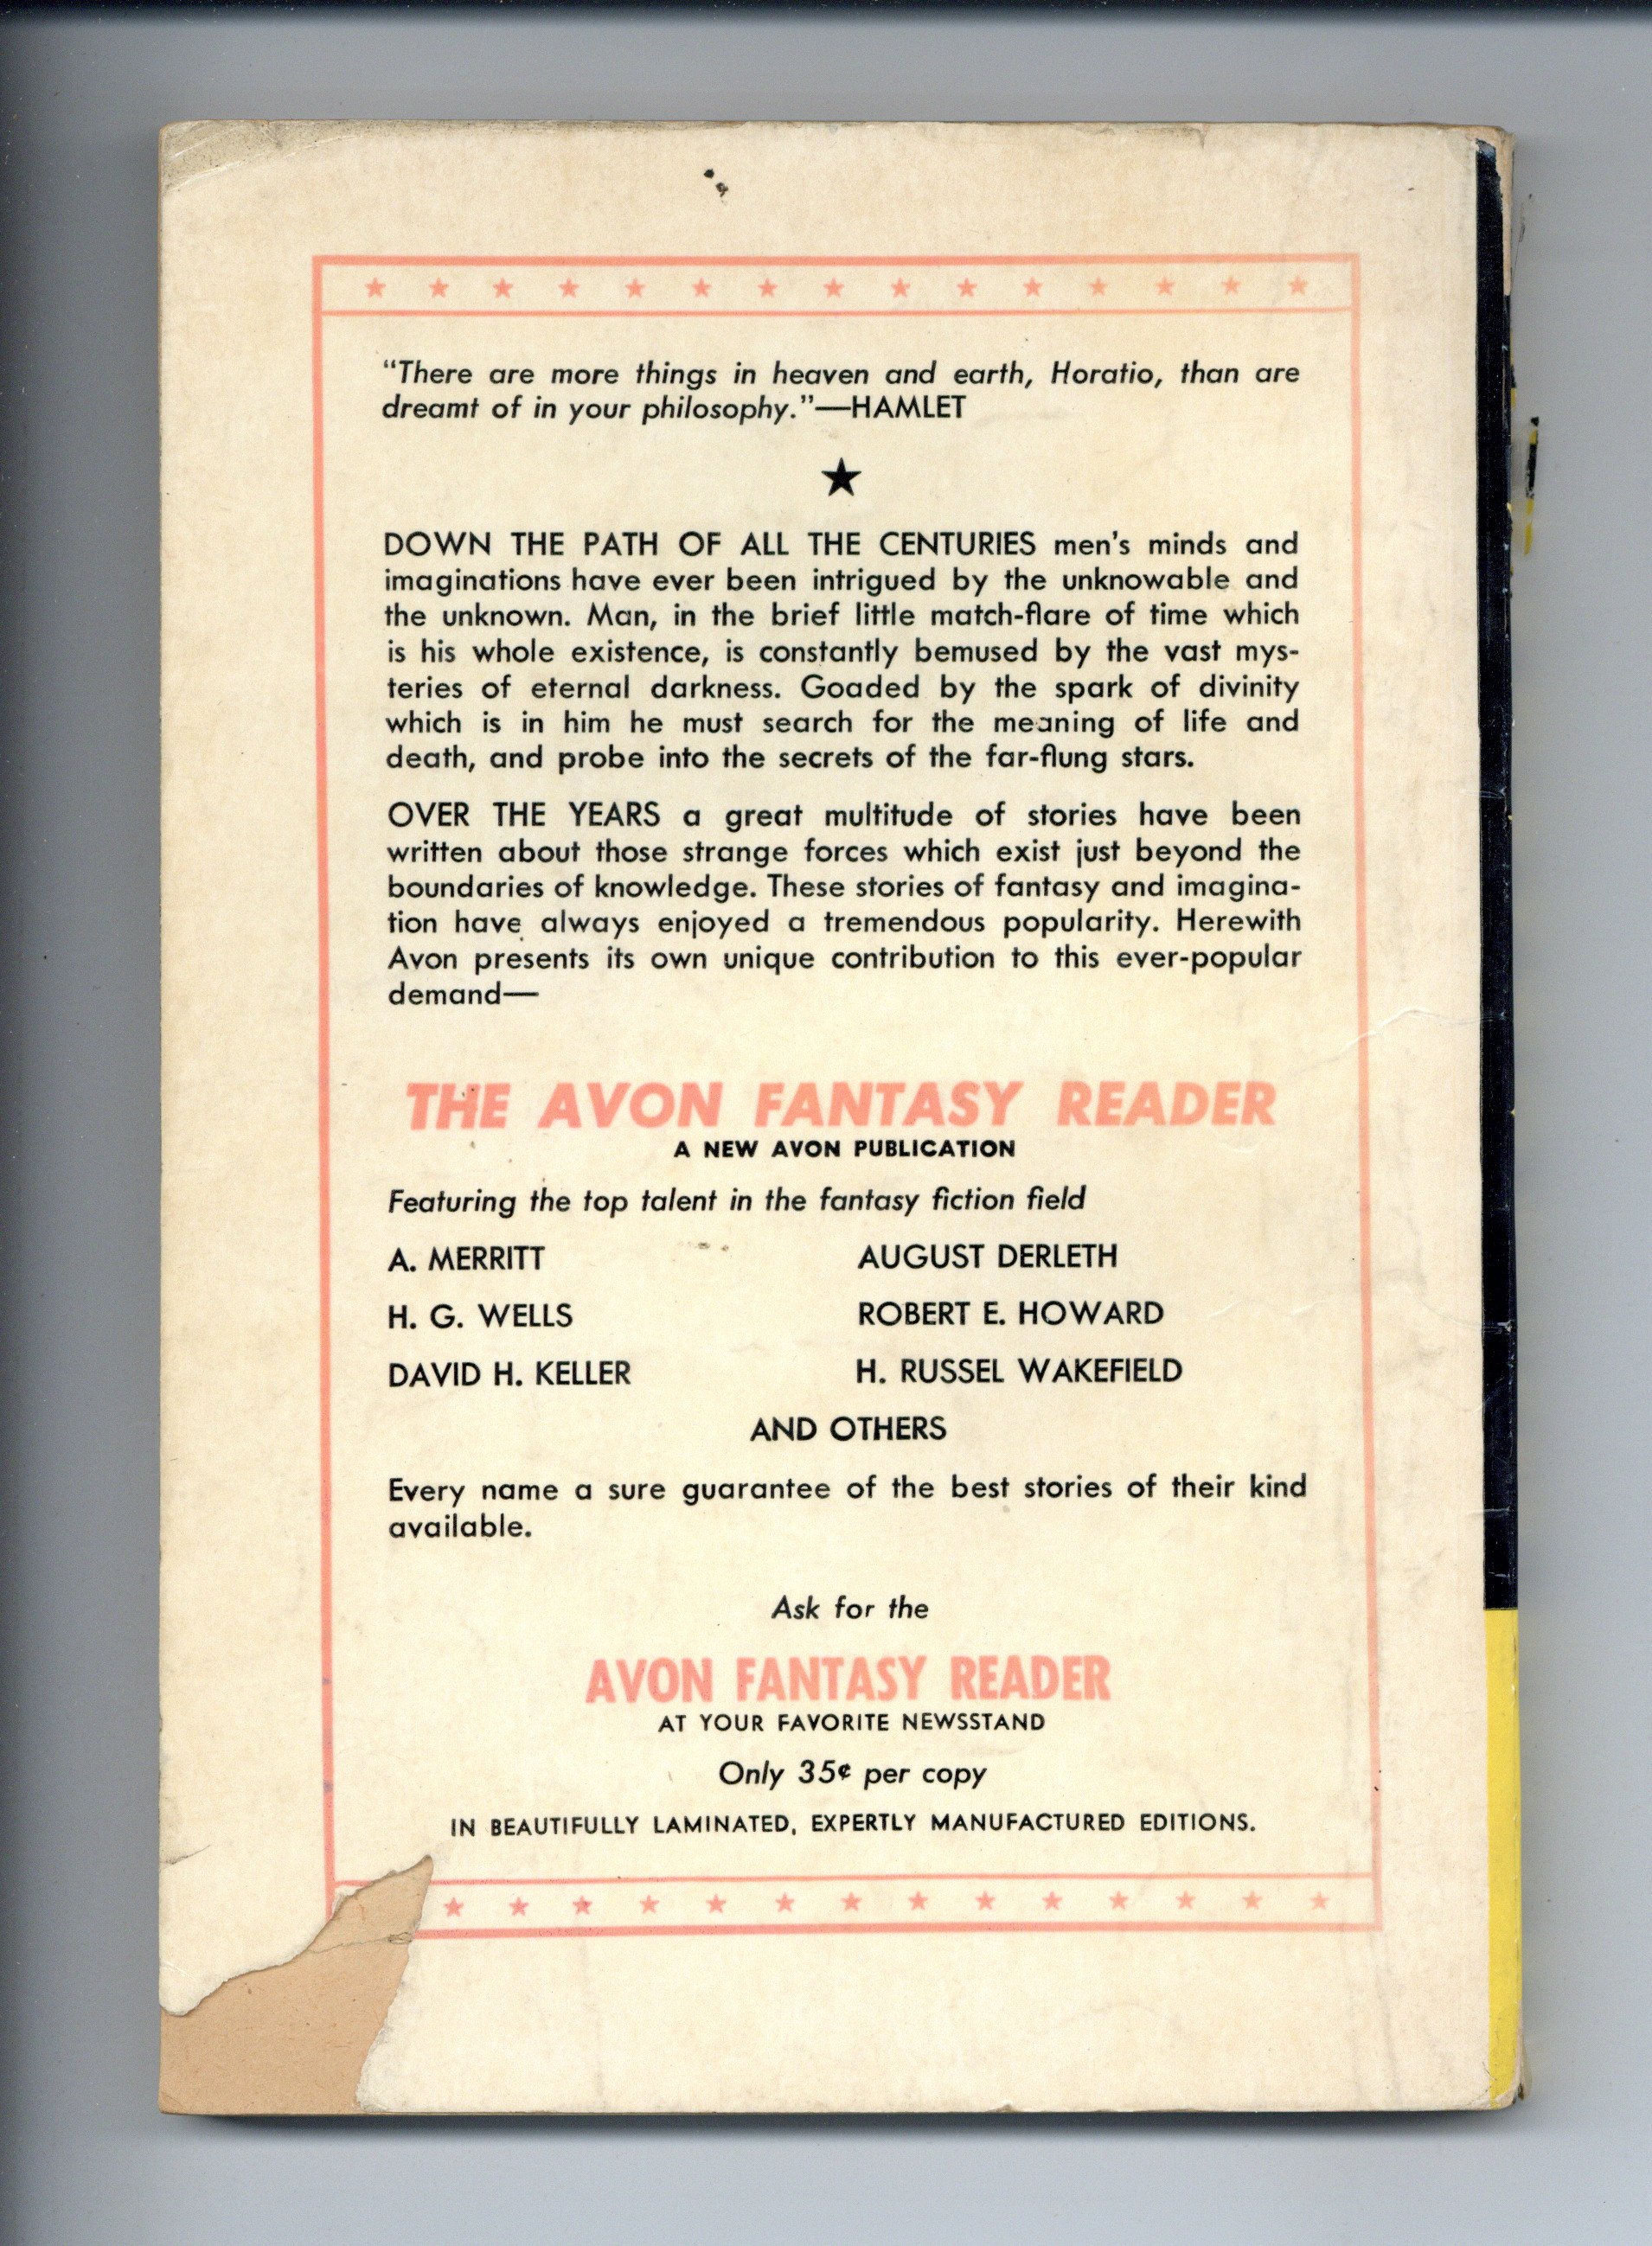 "There are more things in heaven and earth, Horatio, than are
dreamt of in your philosophy."—HAMLET
DOWN THE PATH OF ALL THE CENTURIES men's minds and
imaginations have ever been intrigued by the unknowable and
the unknown. Man, in the brief little match-flare of time which
is his whole existence, is constantly bemused by the vast mys-
teries of eternal darkness. Goaded by the spark of divinity
which is in him he must search for the meaning of life and
death, and probe into the secrets of the far-flung stars.
OVER THE YEARS a great multitude of stories have been
written about those strange forces which exist just beyond the
boundaries of knowledge. These stories of fantasy and imagina-
tion have always enjoyed a tremendous popularity. Herewith
Avon presents its own unique contribution to this ever-popular
demand—
THE AVON FANTASY READER
A NEW AVON PUBLICATION
Featuring the top talent in the fantasy fiction field
A. MERRITT AUGUST DERLETH
H. G. WELLS ROBERT E. HOWARD
DAVID H. KELLER H. RUSSEL WAKEFIELD
AND OTHERS
Every name a sure guarantee of the best stories of their kind
available.
Ask for the
AVON FANTASY READER
AT YOUR FAVORITE NEWSSTAND
Only 35¢ per copy
IN BEAUTIFULLY LAMINATED, EXPERTLY MANUFACTURED EDITIONS.